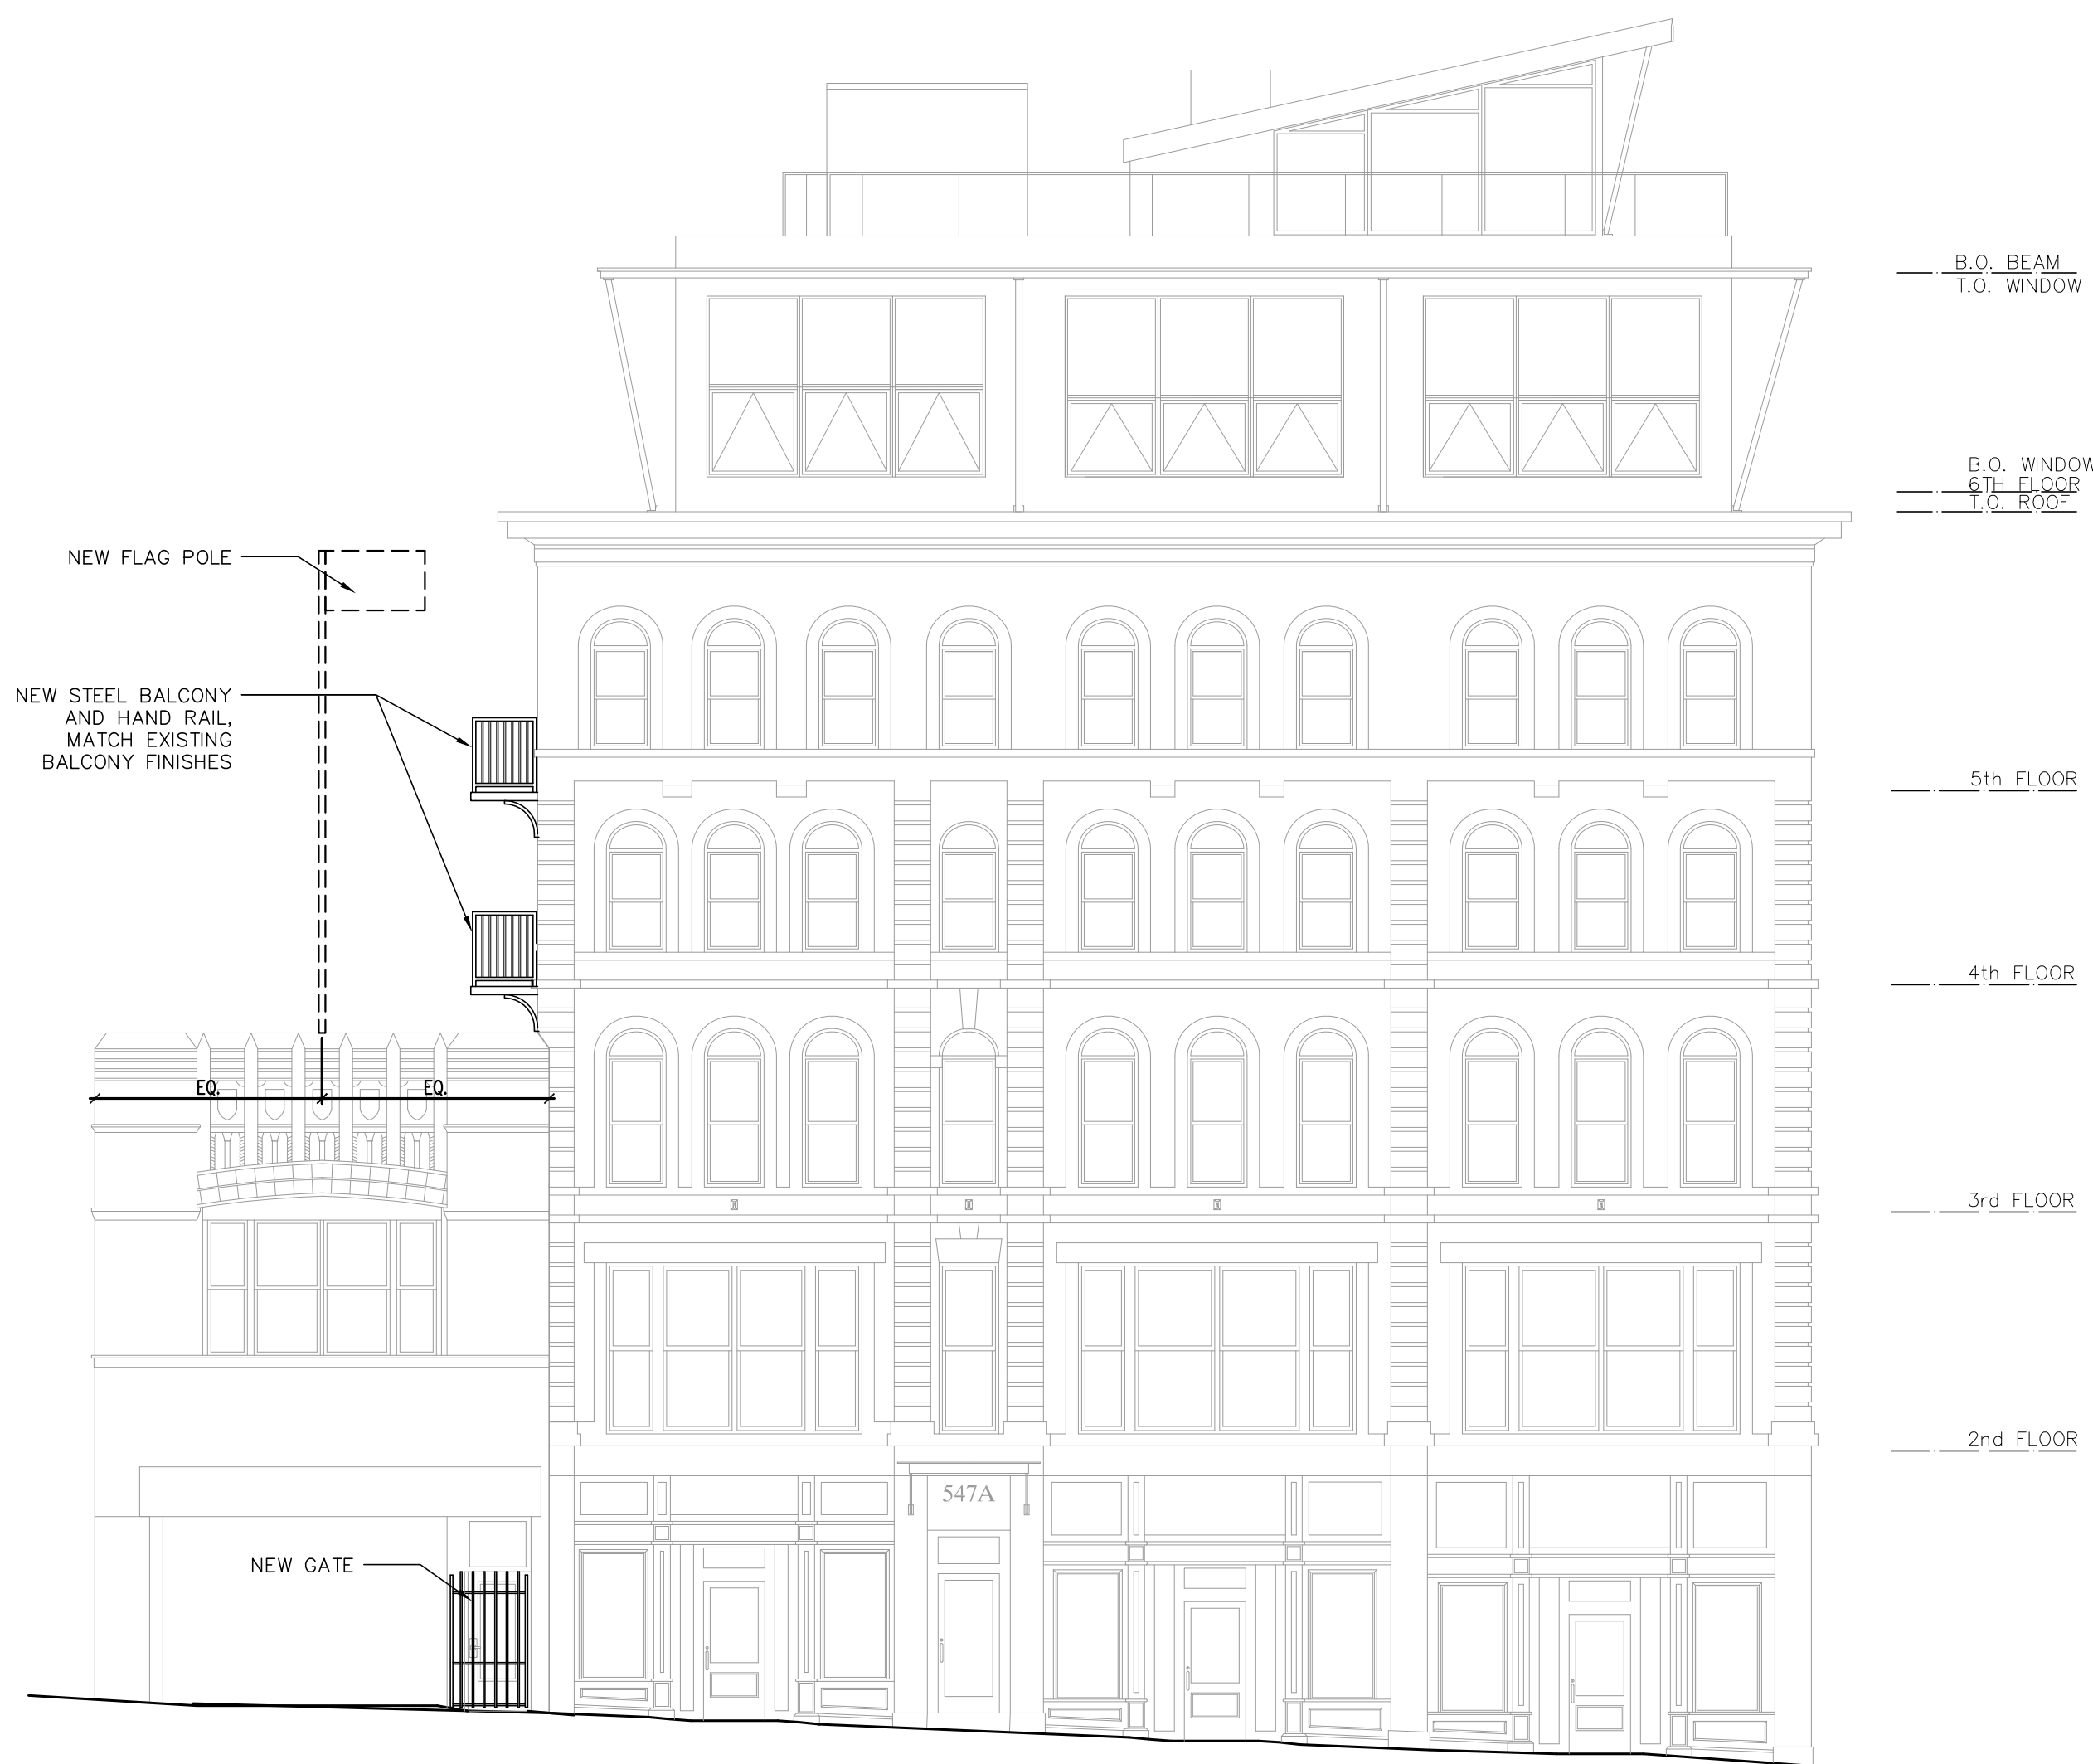 B.O. BEAM
T.O. WINDOW
B.O. WINDOW
6TH FLOOR
T.O. ROOF
NEW FLAG POLE
NEW STEEL BALCONY
AND HAND RAIL,
MATCH EXISTING
BALCONY FINISHES
5th FLOOR
4th FLOOR
EQ. EQ.
3rd FLOOR
2nd FLOOR
547A
NEW GATE